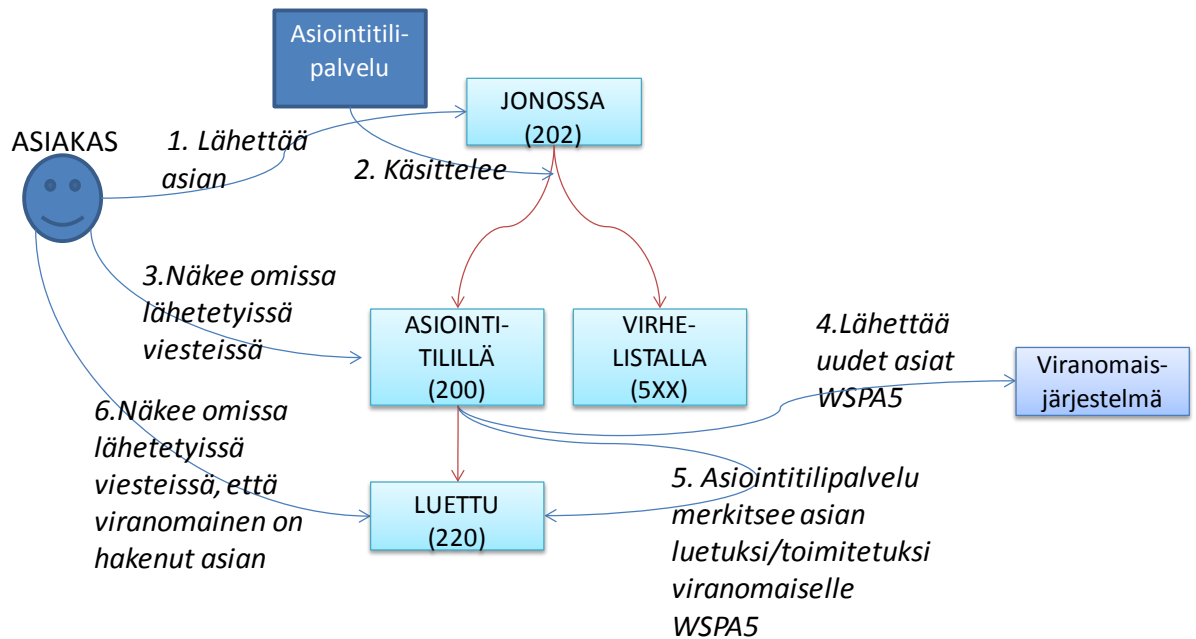 Asiointitili-
palvelu
JONOSSA
(202)
ASIAKAS
1. Lähettää
asian
2. Käsittelee
3.Näkee omissa
lähetetyissä
viesteissä
ASIOINTI-
TILILLÄ
(200)
VIRHE-
LISTALLA
(5XX)
4.Lähettää
uudet asiat
WSPA5
Viranomais-
järjestelmä
6.Näkee omissa
lähetetyissä
viesteissä, että
viranomainen on
hakenut asian
LUETTU
(220)
5. Asiointitilipalvelu
merkitsee asian
luetuksi/toimitetuksi
viranomaiselle
WSPA5